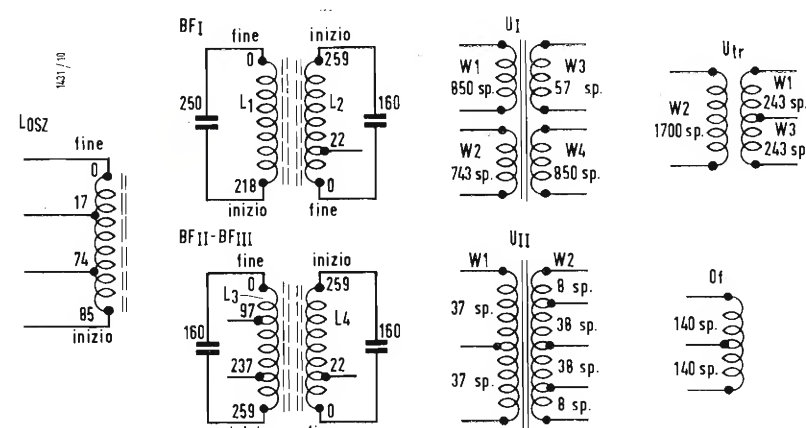 1431/10
LOSZ
fine
0
17
74
85
inizio
BFI
fine
inizio
0
259
250
L1
L2
160
22
218
0
inizio
fine
BFII-BFIII
fine
inizio
0
259
L3
97
L4
160
160
237
22
259
0
UI
W1
850 sp.
W3
57 sp.
W2
743 sp.
W4
850 sp.
UII
W1
W2
8 sp.
37 sp.
38 sp.
38 sp.
37 sp.
8 sp.
Utr
W1
243 sp.
W2
1700 sp.
W3
243 sp
Of
140 sp.
140 sp.